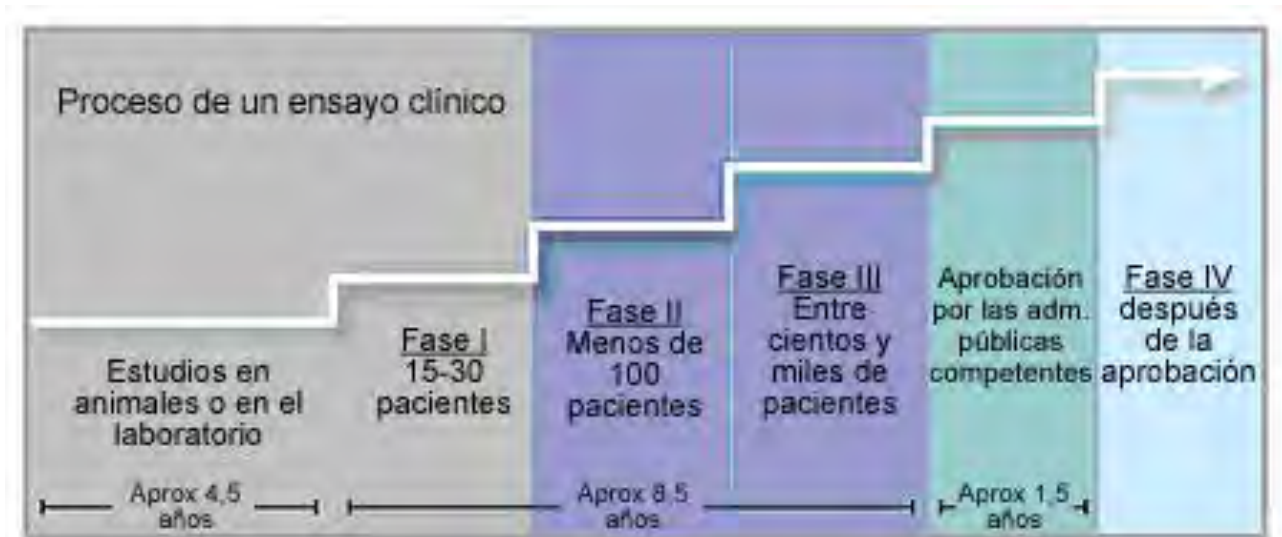 Proceso de un ensayo clínico
Estudios en
animales o en el
laboratorio
Fase I
15-30
pacientes
Fase II
Menos de
100
pacientes
Fase III
Entre
cientos y
miles de
pacientes
Aprobación
por las adm.
públicas
competentes
Fase IV
después
de la
aprobación
Aprox 4,5
años
Aprox 8,5
años
Aprox 1,5
años